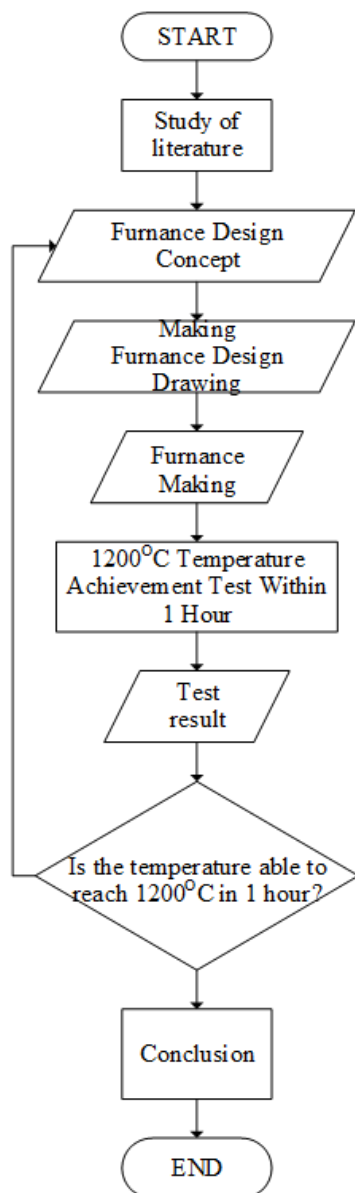 START
Study of
literature
Furnance Design
Concept
Making
Furnance Design
Drawing
Furnance
Making
1200°C Temperature
Achievement Test Within
1 Hour
Test
result
Is the temperature able to
reach 1200°C in 1 hour?
Conclusion
END